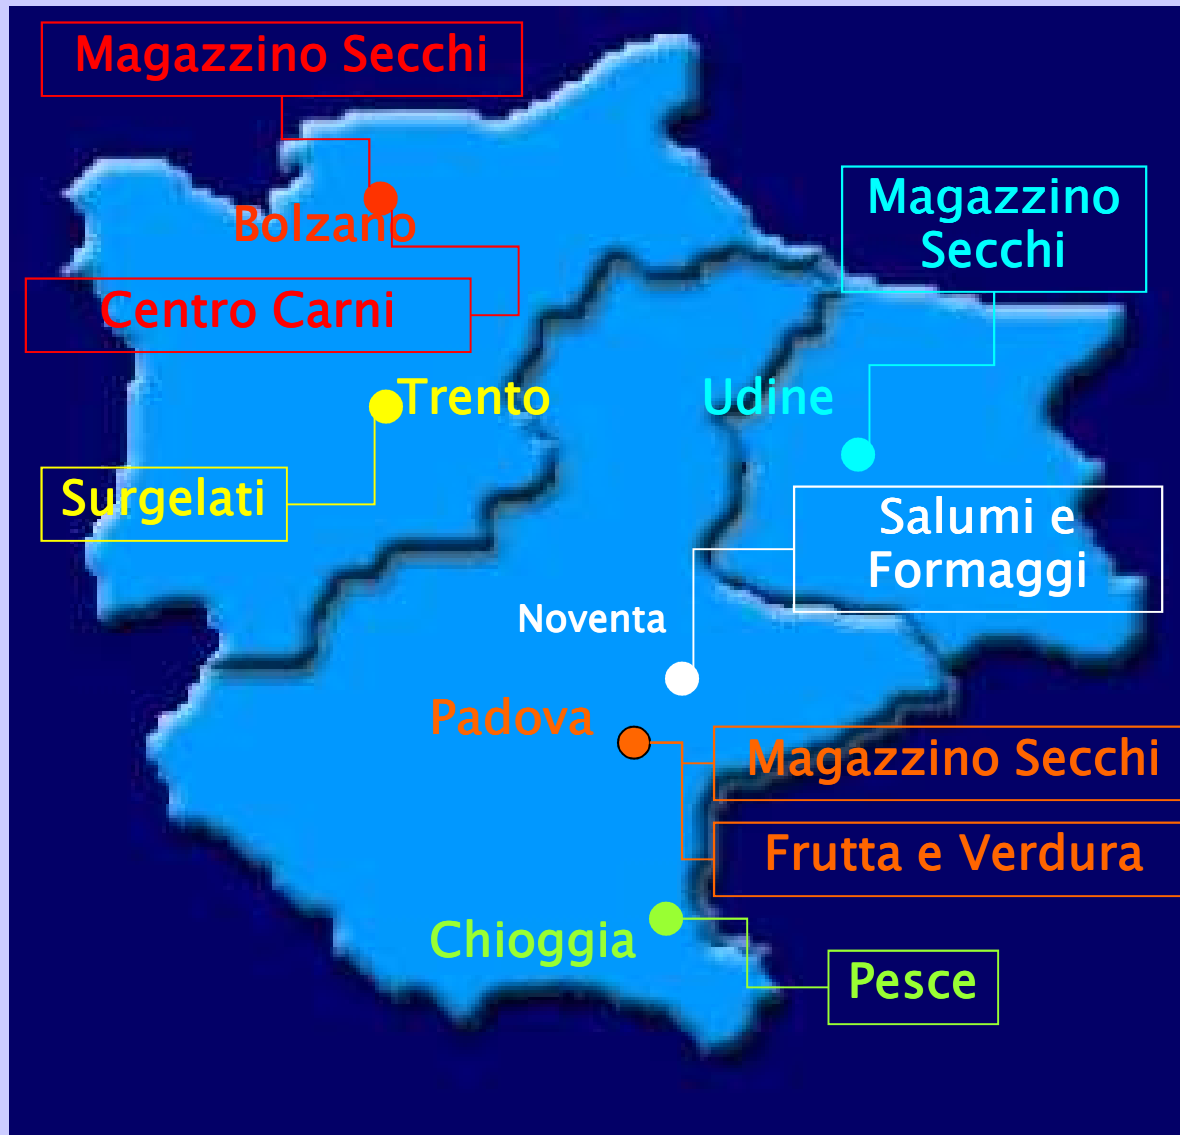 Magazzino Secchi
Bolzano
Centro Carni
Magazzino
Secchi
Trento
Udine
Surgelati
Salumi e
Formaggi
Noventa
Padova
Magazzino Secchi
Frutta e Verdura
Chioggia
Pesce